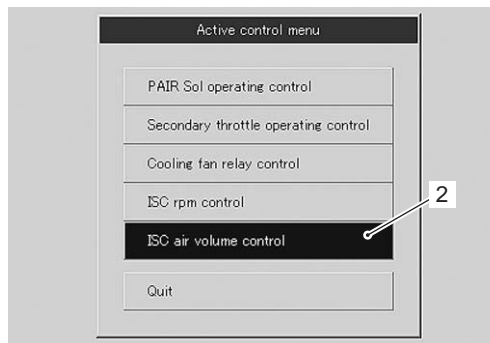 Active control menu
PAIR Sol operating control
Secondary throttle operating control
Cooling fan relay control
ISC rpm control
2
ISC air volume control
Quit